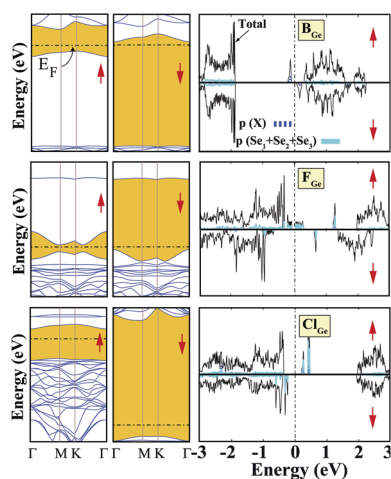 Energy (eV)
E_F
Total
B_Ge
p (X)
p (Se1+Se2+Se3)
Energy (eV)
F_Ge
Energy (eV)
Cl_Ge
Γ M K Γ Γ M K Γ -3 -2 -1 0 1 2 3
Energy (eV)